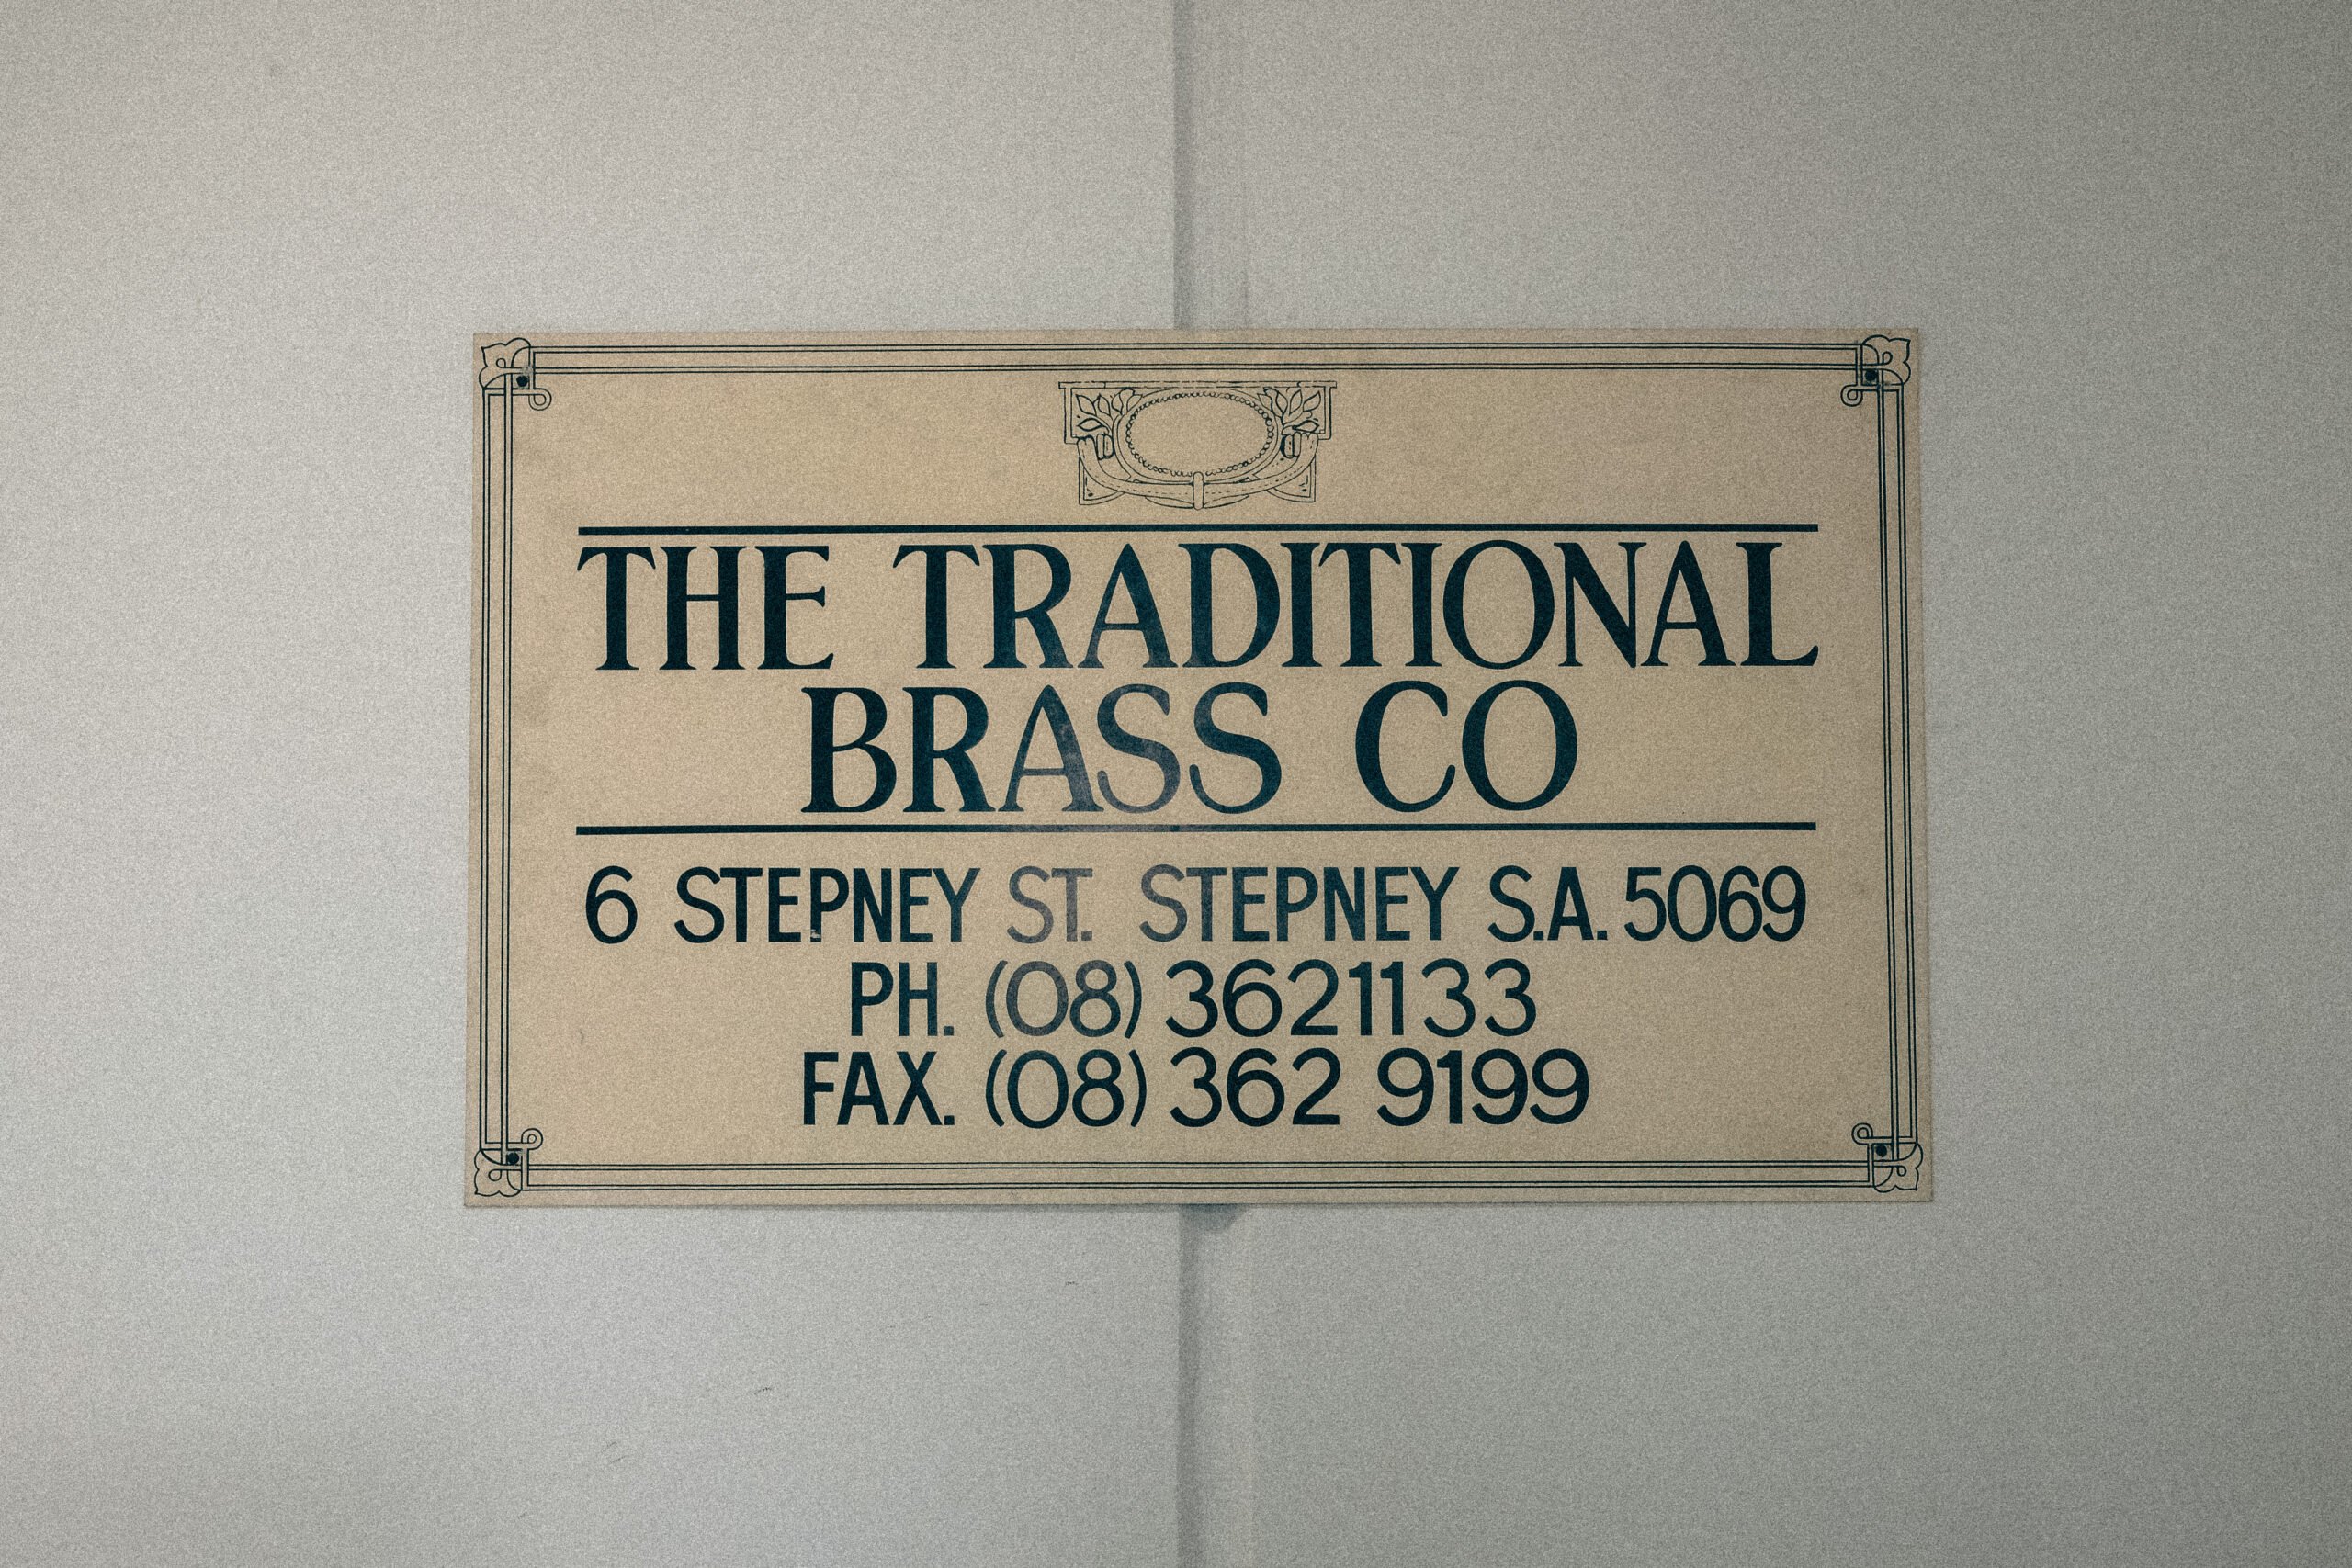 THE TRADITIONAL
BRASS CO
6 STEPNEY ST. STEPNEY S.A. 5069
PH. (08) 3621133
FAX. (08) 362 9199